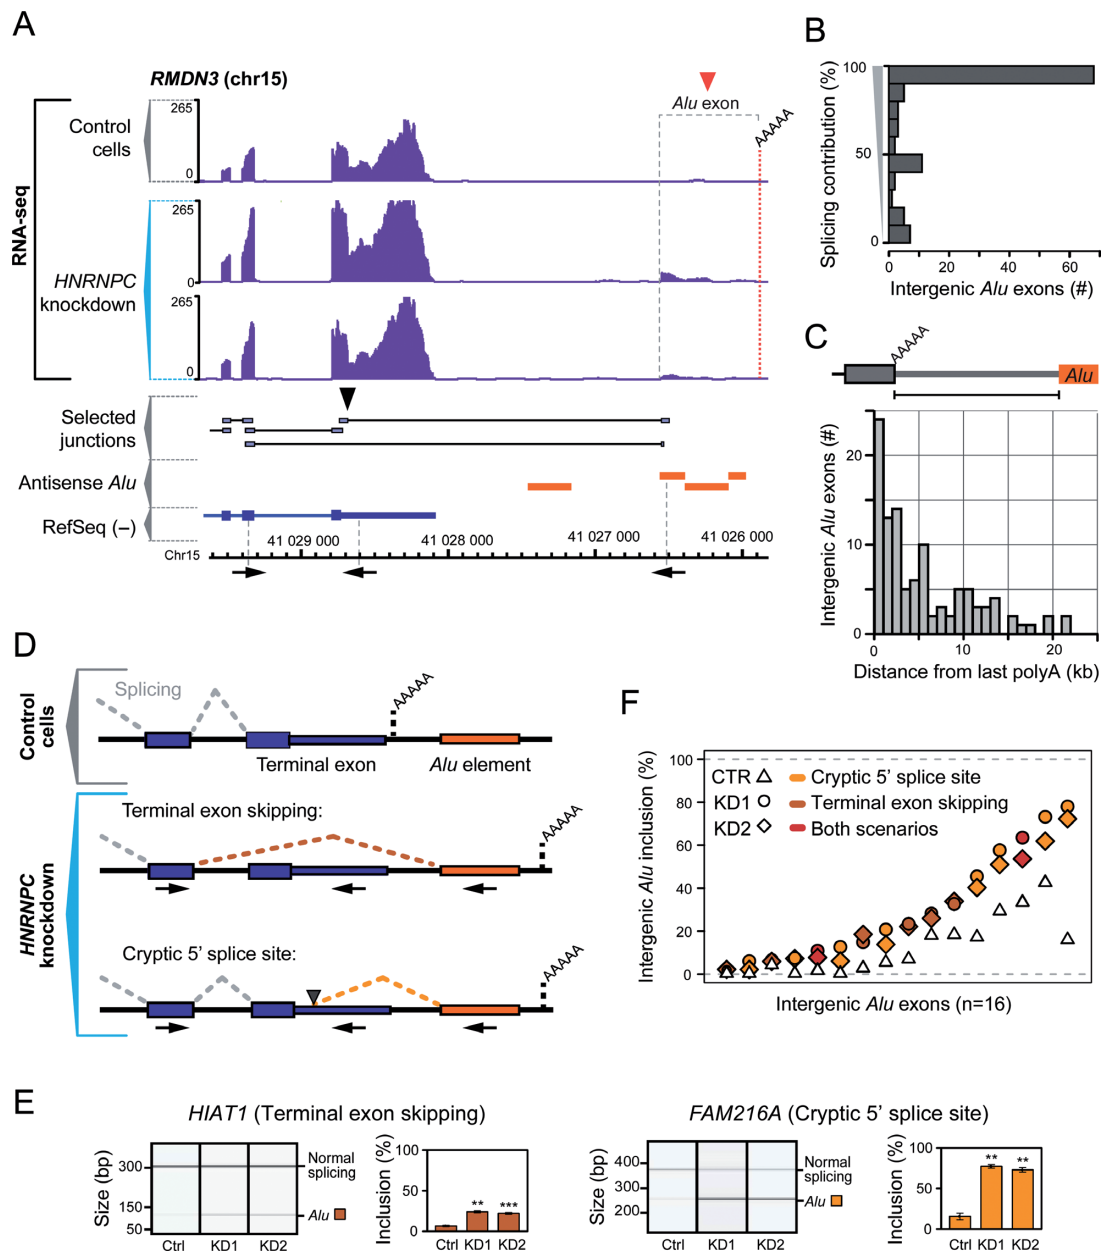 A
RMDN3 (chr15)
RNA-seq
Control
cells
265
0
Alu exon
AAAAA
HNRNPC
knockdown
265
0
265
0
Selected
junctions
Antisense Alu
RefSeq (–)
Chr15
41 029 000
41 028 000
41 027 000
41 026 000
B
Splicing contribution (%)
100
50
0
0
20
40
60
Intergenic Alu exons (#)
C
AAAAA
Alu
Intergenic Alu exons (#)
20
10
0
0
10
20
Distance from last polyA (kb)
D
Control
cells
Splicing
AAAAA
Terminal exon
Alu element
HNRNPC
knockdown
Terminal exon skipping:
AAAAA
Cryptic 5' splice site:
AAAAA
F
Intergenic Alu inclusion (%)
100
80
60
40
20
0
CTR
KD1
KD2
Cryptic 5' splice site
Terminal exon skipping
Both scenarios
Intergenic Alu exons (n=16)
E
HIAT1 (Terminal exon skipping)
Size (bp)
300
150
50
Normal
splicing
Alu
Ctrl
KD1
KD2
Inclusion (%)
100
50
0
**
***
Ctrl
KD1
KD2
FAM216A (Cryptic 5' splice site)
Size (bp)
400
300
200
Normal
splicing
Alu
Ctrl
KD1
KD2
Inclusion (%)
100
50
0
**
**
Ctrl
KD1
KD2